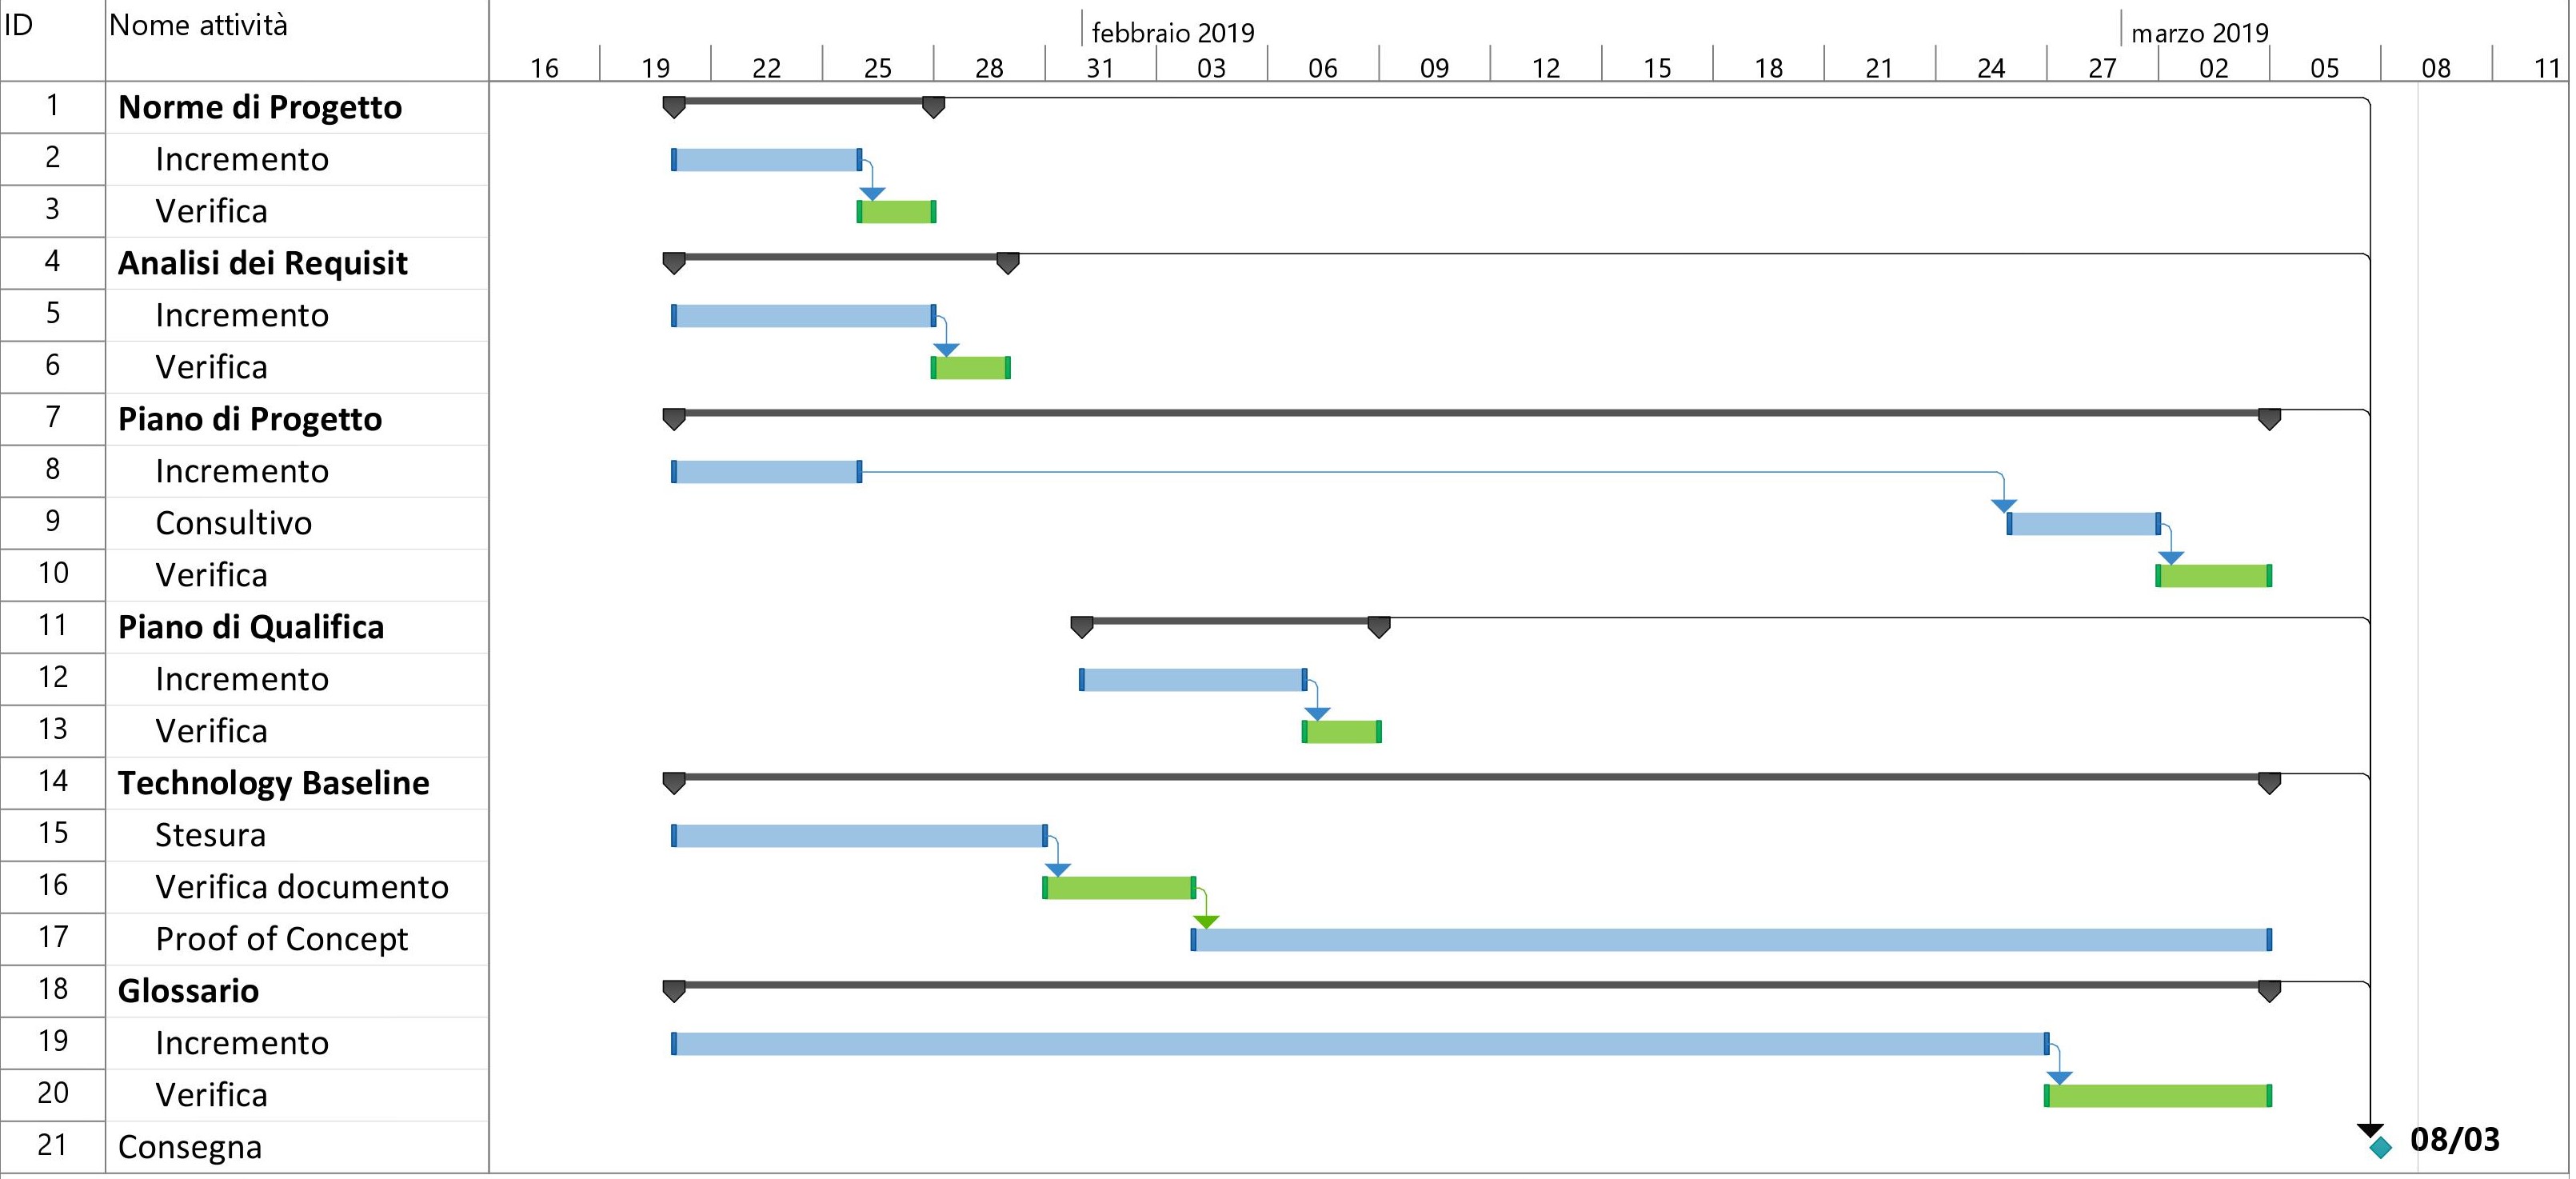 ID Nome attività febbraio 2019 marzo 2019
16 19 22 25 28 31 03 06 09 12 15 18 21 24 27 02 05 08 11
1 Norme di Progetto
2 Incremento
3 Verifica
4 Analisi dei Requisit
5 Incremento
6 Verifica
7 Piano di Progetto
8 Incremento
9 Consultivo
10 Verifica
11 Piano di Qualifica
12 Incremento
13 Verifica
14 Technology Baseline
15 Stesura
16 Verifica documento
17 Proof of Concept
18 Glossario
19 Incremento
20 Verifica
21 Consegna 08/03